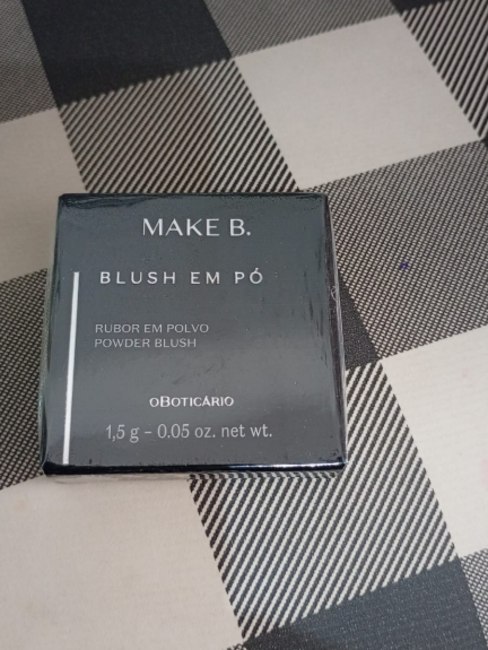 MAKE B.
BLUSH EM PÓ
RUBOR EM POLVO
POWDER BLUSH
oBOTICÁRIO
1,5 g – 0.05 oz. net wt.